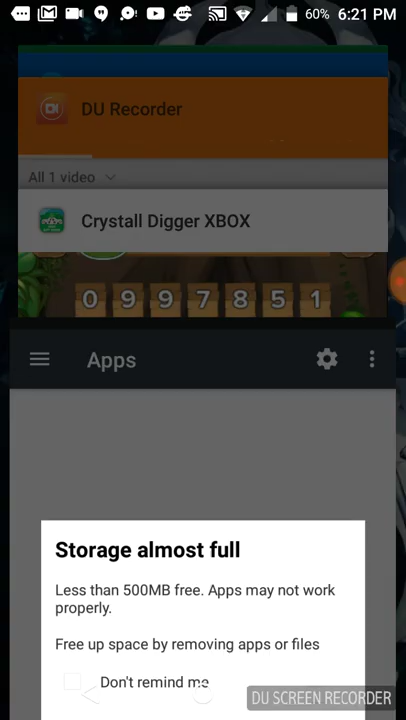 60% 6:21 PM
DU Recorder
All 1 video
Crystall Digger XBOX
0 9 9 7 8 5 1
Apps
Storage almost full
Less than 500MB free. Apps may not work
properly.
Free up space by removing apps or files
Don't remind me
DU SCREEN RECORDER